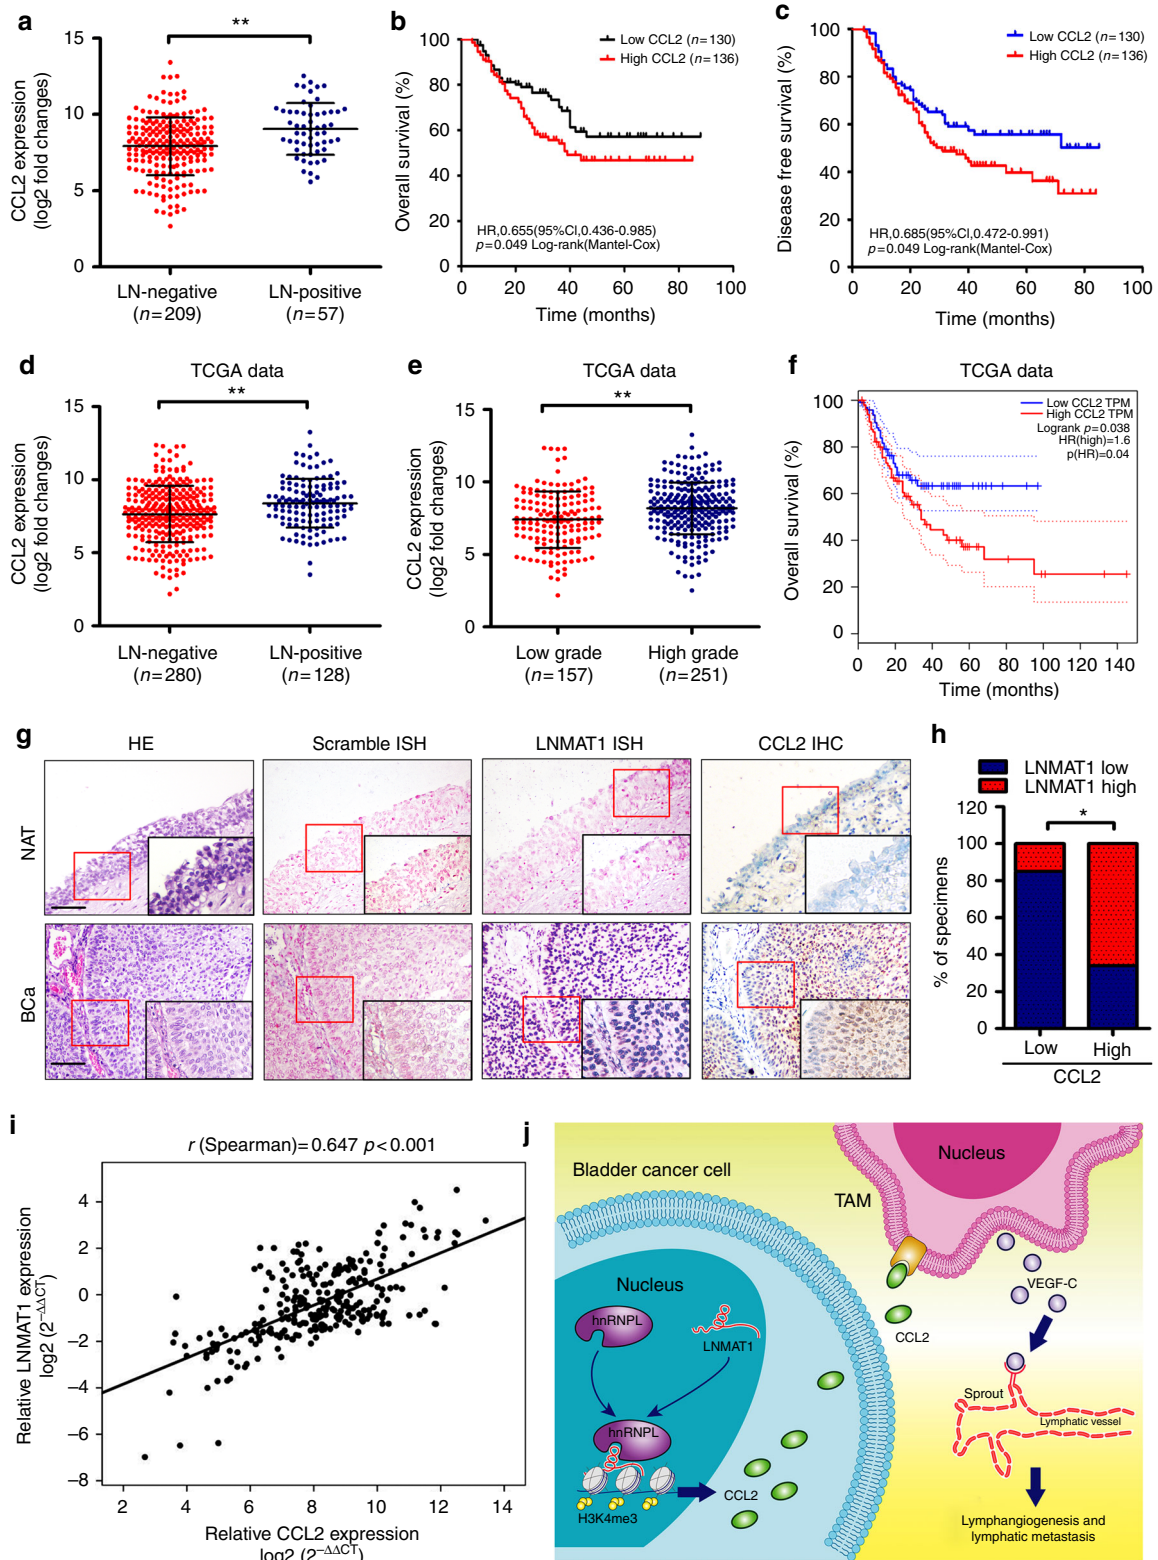 a
**
CCL2 expression
(log2 fold changes)
15
10
5
0
LN-negative
(n=209)
LN-positive
(n=57)
b
Overall survival (%)
100
80
60
40
20
0
Low CCL2 (n=130)
High CCL2 (n=136)
HR,0.655(95%CI,0.436-0.985)
p=0.049 Log-rank(Mantel-Cox)
0 20 40 60 80 100
Time (months)
c
Disease free survival (%)
100
80
60
40
20
0
Low CCL2 (n=130)
High CCL2 (n=136)
HR,0.685(95%CI,0.472-0.991)
p=0.049 Log-rank(Mantel-Cox)
0 20 40 60 80 100
Time (months)
d
TCGA data
**
CCL2 expression
(log2 fold changes)
15
10
5
0
LN-negative
(n=280)
LN-positive
(n=128)
e
TCGA data
**
CCL2 expression
(log2 fold changes)
15
10
5
0
Low grade
(n=157)
High grade
(n=251)
f
TCGA data
Overall survival (%)
100
80
60
40
20
0
Low CCL2 TPM
High CCL2 TPM
Logrank p=0.038
HR(high)=1.6
p(HR)=0.04
0 20 40 60 80 100 120 140
Time (months)
g
HE
Scramble ISH
LNMAT1 ISH
CCL2 IHC
NAT
BCa
h
LNMAT1 low
LNMAT1 high
% of specimens
120
100
80
60
40
20
0
*
Low
High
CCL2
i
r (Spearman)=0.647 p<0.001
Relative LNMAT1 expression
log2 (2−ΔΔCT)
4
2
0
−2
−4
−6
−8
2 4 6 8 10 12 14
Relative CCL2 expression
log2 (2−ΔΔCT)
j
Bladder cancer cell
Nucleus
TAM
Nucleus
hnRNPL
LNMAT1
hnRNPL
H3K4me3
CCL2
CCL2
VEGF-C
Sprout
Lymphatic vessel
Lymphangiogenesis and
lymphatic metastasis